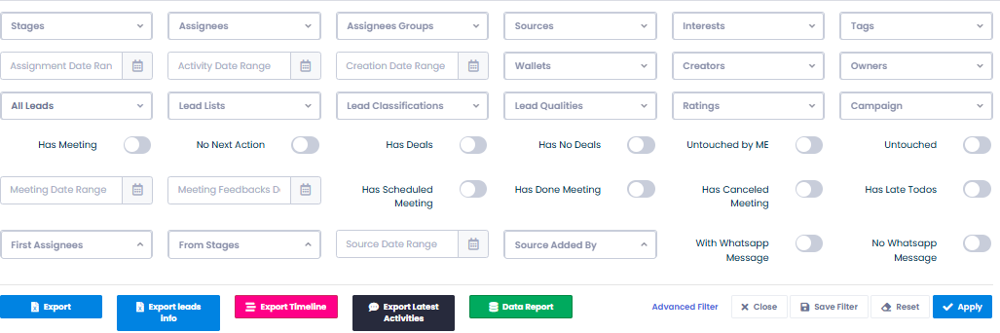 Stages
Assignees
Assignees Groups
Sources
Interests
Tags
Assignment Date Ran
Activity Date Range
Creation Date Range
Wallets
Creators
Owners
All Leads
Lead Lists
Lead Classifications
Lead Qualities
Ratings
Campaign
Has Meeting
No Next Action
Has Deals
Has No Deals
Untouched by ME
Untouched
Meeting Date Range
Meeting Feedbacks D
Has Scheduled
Meeting
Has Done Meeting
Has Canceled
Meeting
Has Late Todos
First Assignees
From Stages
Source Date Range
Source Added By
With Whatsapp
Message
No Whatsapp
Message
Export
Export leads
info
Export Timeline
Export Latest
Activities
Data Report
Advanced Filter
Close
Save Filter
Reset
Apply